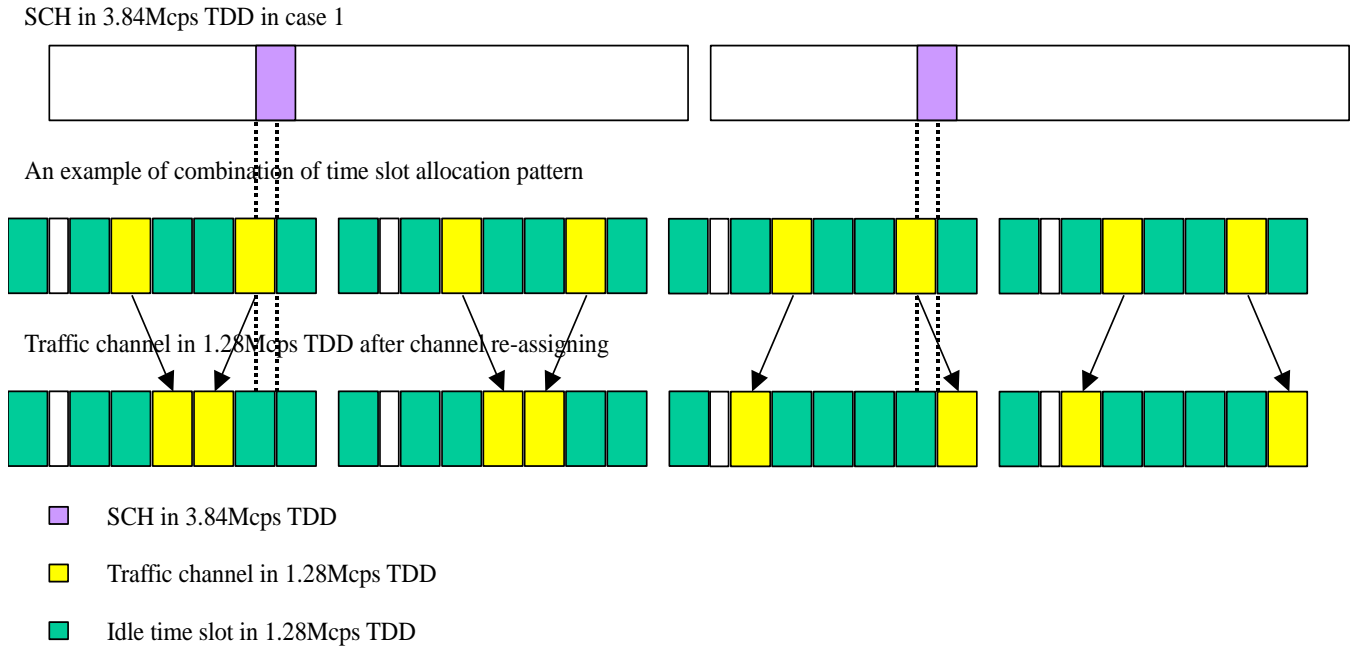 SCH in 3.84Mcps TDD in case 1
An example of combination of time slot allocation pattern
Traffic channel in 1.28Mcps TDD after channel re-assigning
SCH in 3.84Mcps TDD
Traffic channel in 1.28Mcps TDD
Idle time slot in 1.28Mcps TDD